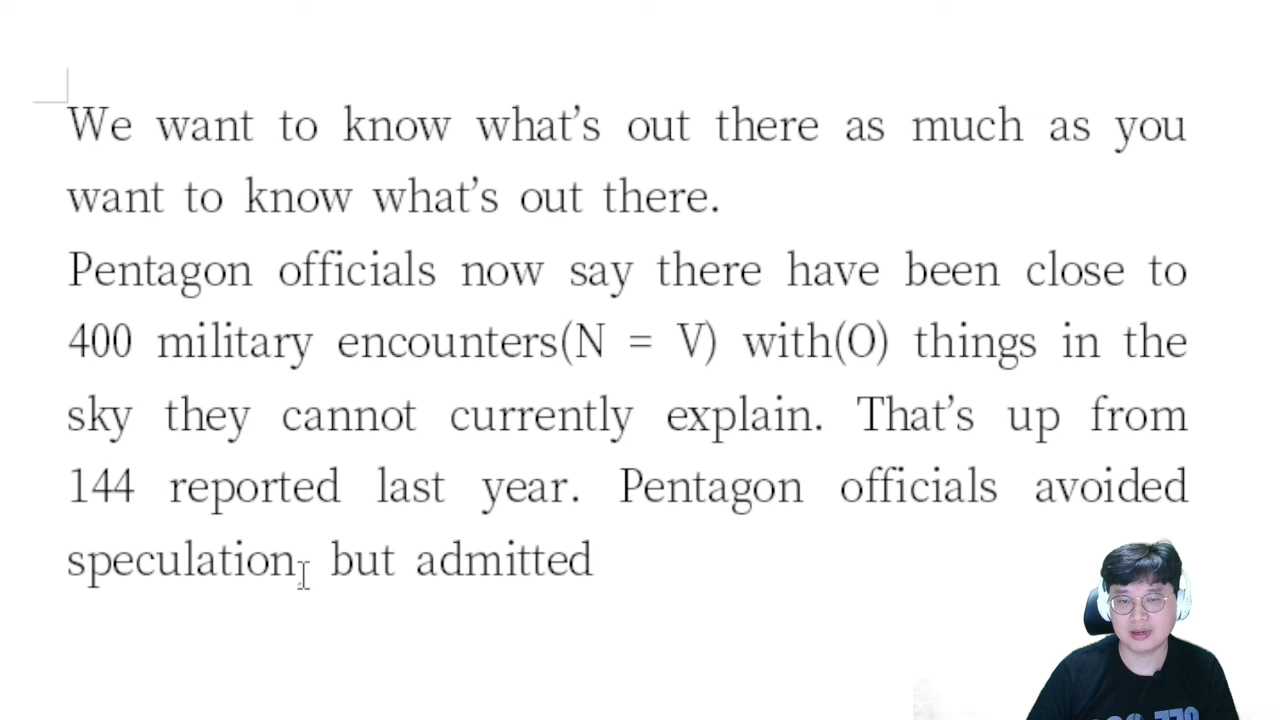 We want to know what's out there as much as you
want to know what's out there.
Pentagon officials now say there have been close to
400 military encounters(N = V) with(O) things in the
sky they cannot currently explain. That's up from
144 reported last year. Pentagon officials avoided
speculation, but admitted